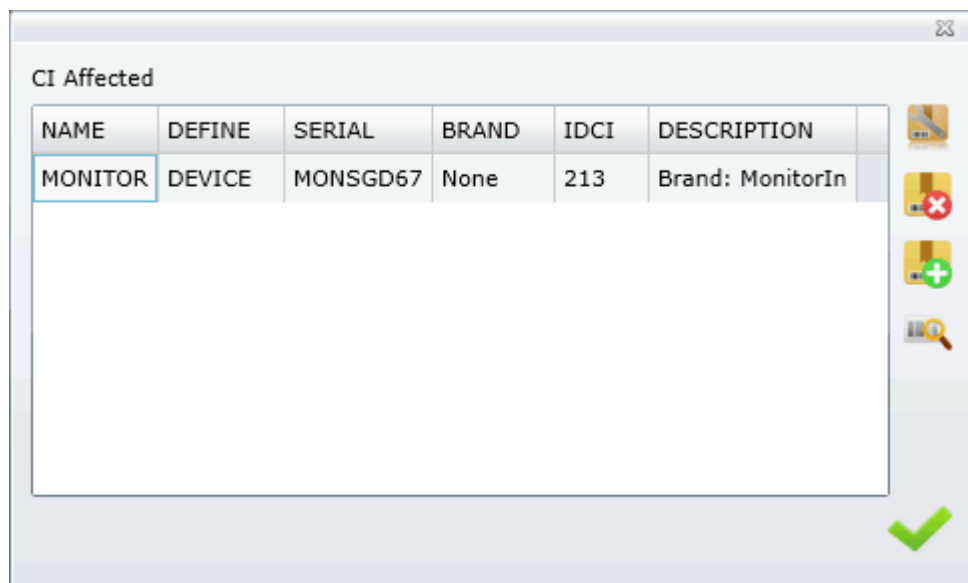 CI Affected
NAME DEFINE SERIAL BRAND IDCI DESCRIPTION
MONITOR DEVICE MONSGD67 None 213 Brand: MonitorIn